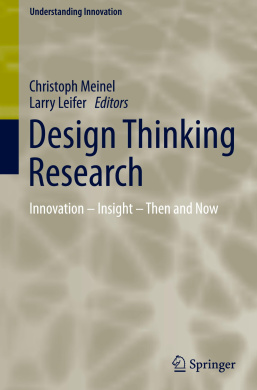 Understanding Innovation
Christoph Meinel
Larry Leifer Editors
Design Thinking
Research
Innovation – Insight – Then and Now
Springer